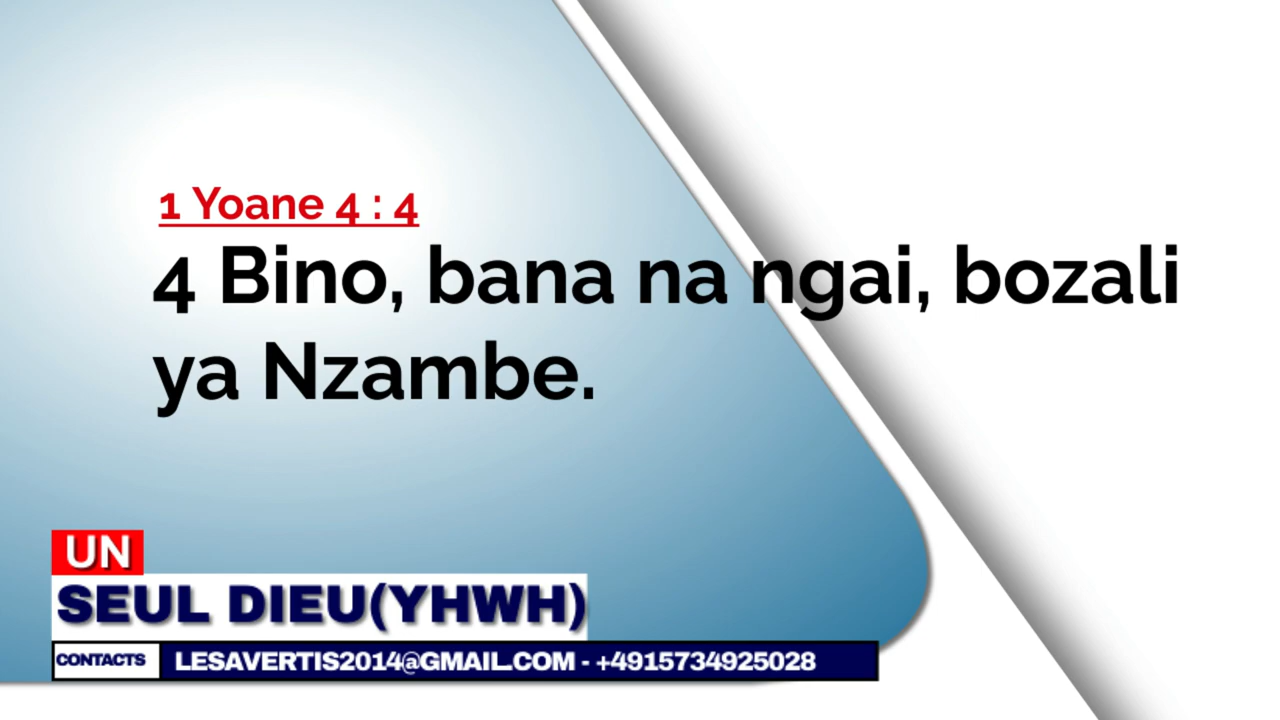 1 Yoane 4 : 4
4 Bino, bana na ngai, bozali
ya Nzambe.
UN
SEUL DIEU(YHWH)
CONTACTS LESAVERTIS2014@GMAIL.COM - +4915734925028